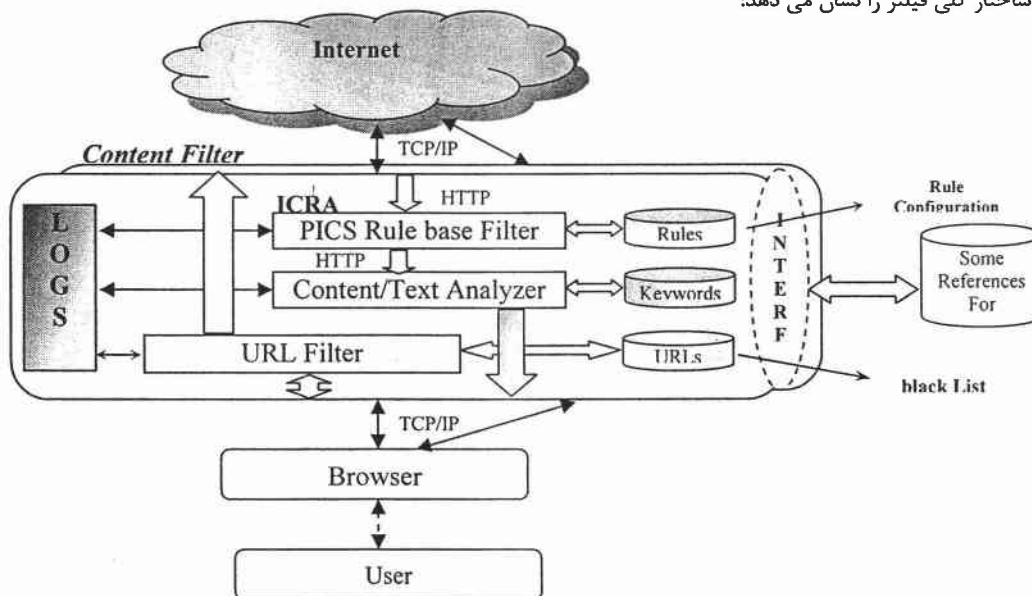 ساختار کلی فیلتر را نشان می دهد:
Internet
TCP/IP
Content Filter
HTTP
ICRA
PICS Rule base Filter
Rules
Rule
Configuration
HTTP
Content/Text Analyzer
Keywords
Some
References
For
LOGS
INTERF
URL Filter
URLs
black List
TCP/IP
Browser
User